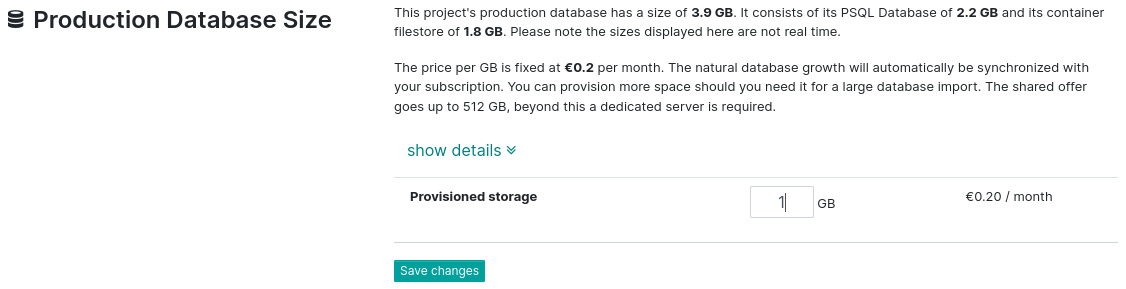 Production Database Size
This project's production database has a size of 3.9 GB. It consists of its PSQL Database of 2.2 GB and its container
filestore of 1.8 GB. Please note the sizes displayed here are not real time.
The price per GB is fixed at €0.2 per month. The natural database growth will automatically be synchronized with
your subscription. You can provision more space should you need it for a large database import. The shared offer
goes up to 512 GB, beyond this a dedicated server is required.
show details
Provisioned storage 1 GB €0.20 / month
Save changes